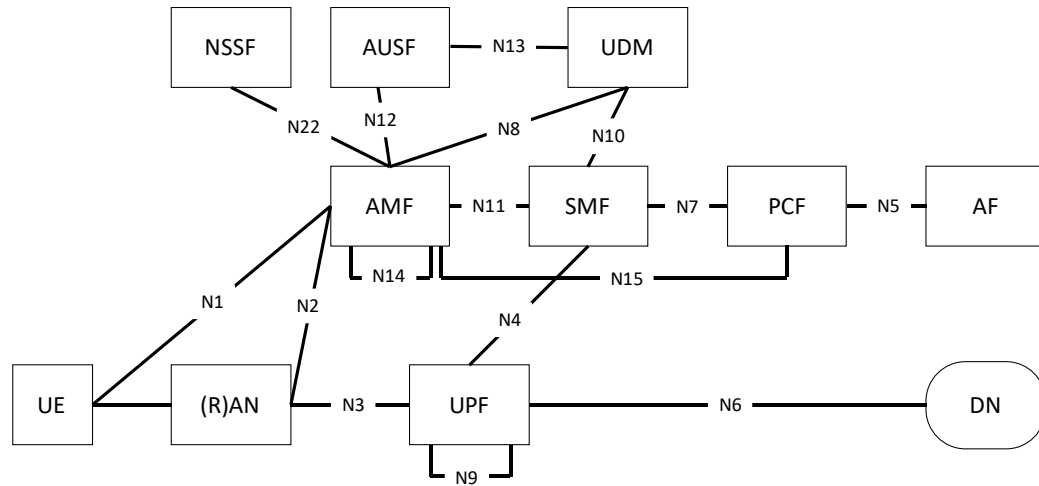 NSSF
AUSF
N13
UDM
N22
N12
N8
N10
AMF
N11
SMF
N7
PCF
N5
AF
N14
N15
N1
N2
N4
UE
(R)AN
N3
UPF
N6
DN
N9